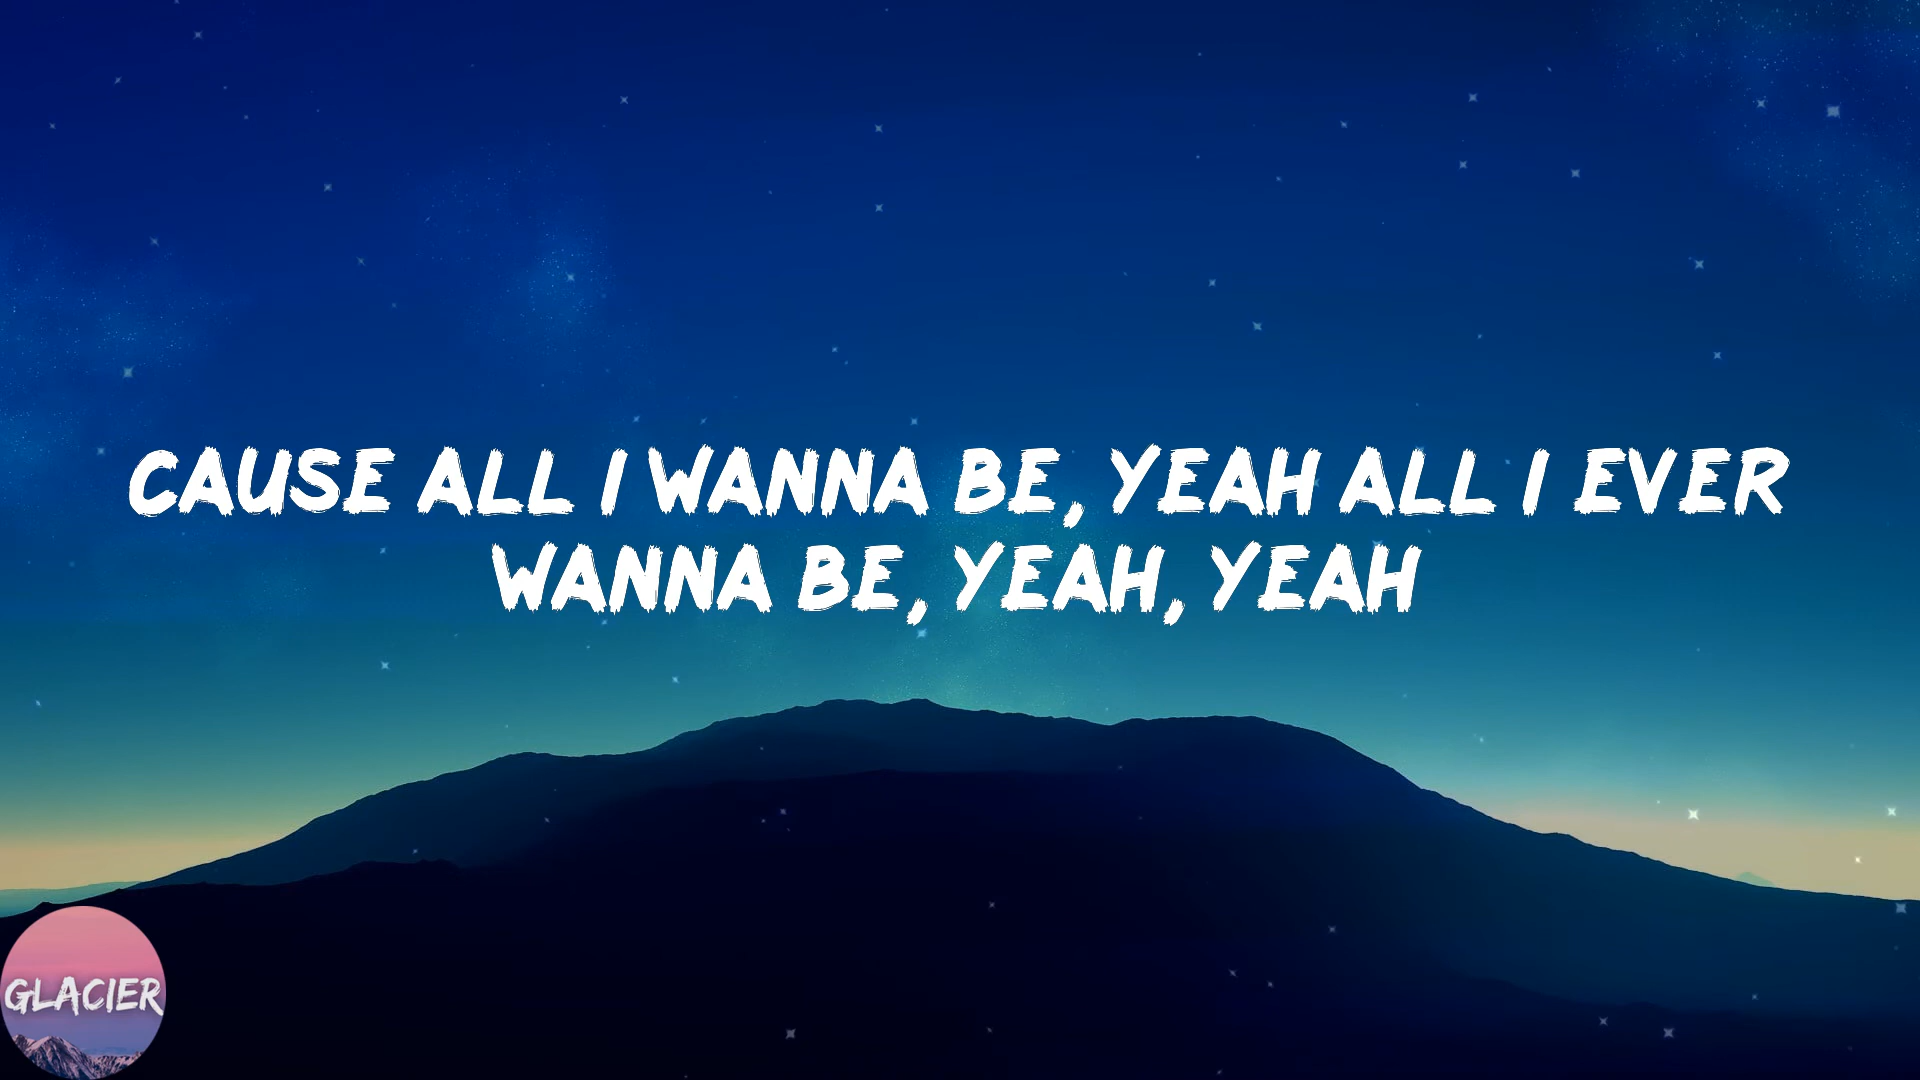 CAUSE ALL I WANNA BE, YEAH ALL I EVER
WANNA BE, YEAH, YEAH
GLACIER